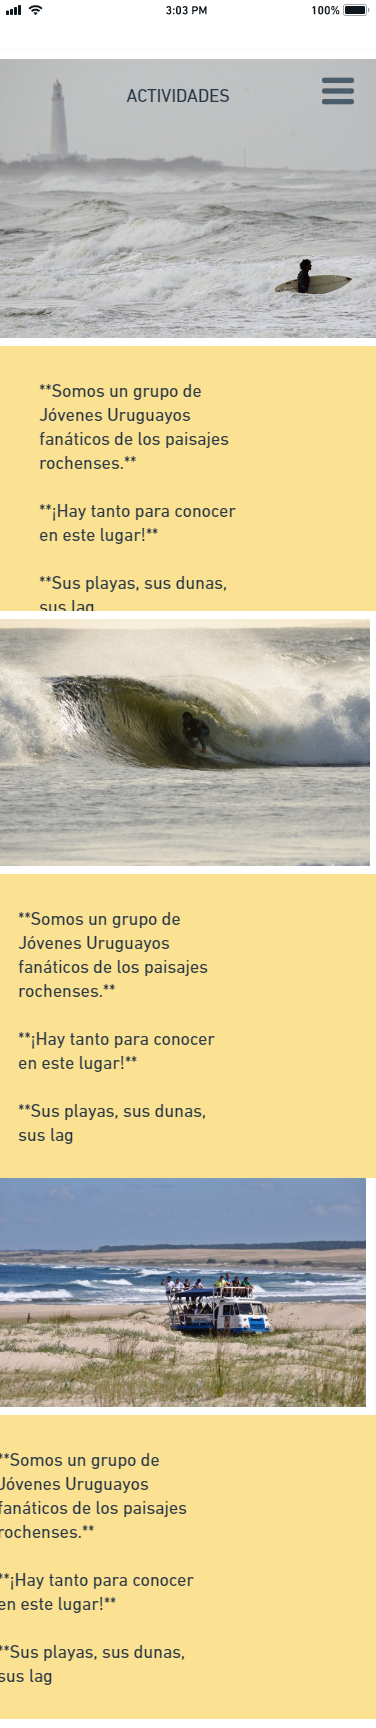 3:03 PM
100%
ACTIVIDADES
**Somos un grupo de
Jóvenes Uruguayos
fanáticos de los paisajes
rochenses.**
**¡Hay tanto para conocer
en este lugar!**
**Sus playas, sus dunas,
sus lag
**Somos un grupo de
Jóvenes Uruguayos
fanáticos de los paisajes
rochenses.**
**¡Hay tanto para conocer
en este lugar!**
**Sus playas, sus dunas,
sus lag
**Somos un grupo de
Jóvenes Uruguayos
fanáticos de los paisajes
rochenses.**
**¡Hay tanto para conocer
en este lugar!**
**Sus playas, sus dunas,
sus lag